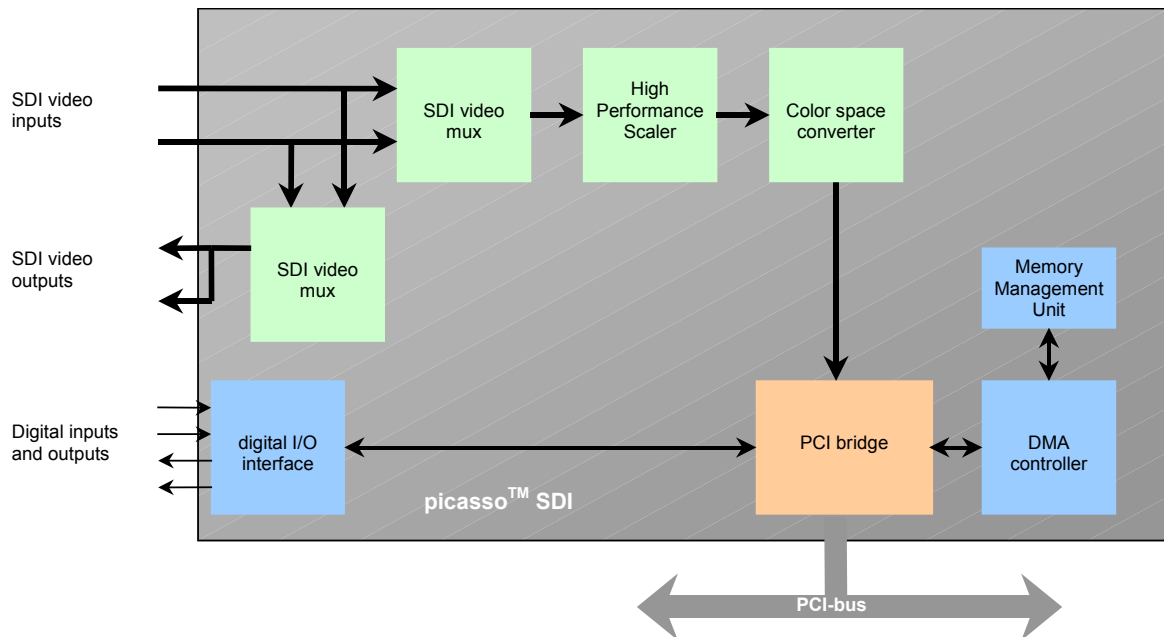 SDI video
inputs
SDI video
mux
High
Performance
Scaler
Color space
converter
SDI video
outputs
SDI video
mux
Memory
Management
Unit
Digital inputs
and outputs
digital I/O
interface
PCI bridge
DMA
controller
picasso™ SDI
PCI-bus